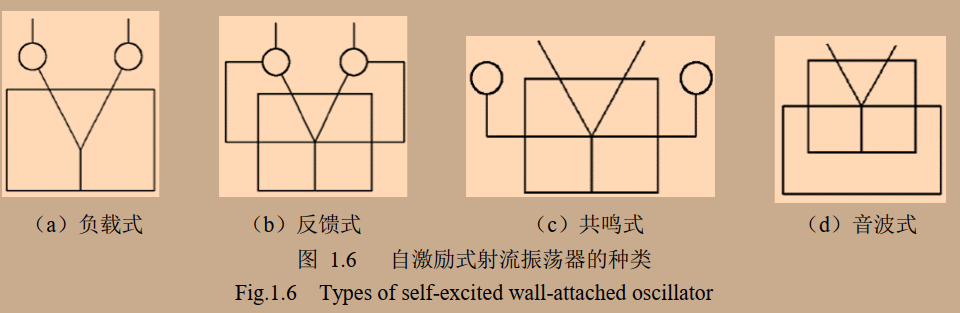 （a）负载式 （b）反馈式 （c）共鸣式 （d）音波式
图 1.6 自激励式射流振荡器的种类
Fig.1.6 Types of self-excited wall-attached oscillator